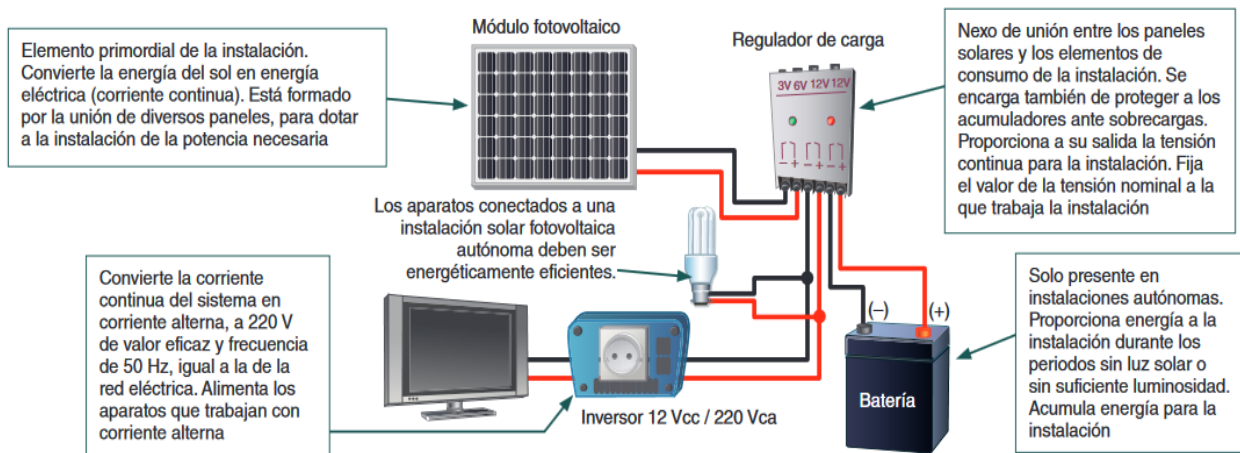 Módulo fotovoltaico
Elemento primordial de la instalación.
Convierte la energía del sol en energía
eléctrica (corriente continua). Está formado
por la unión de diversos paneles, para dotar
a la instalación de la potencia necesaria
Regulador de carga
3V 6V 12V 12V
– + – + – +
Nexo de unión entre los paneles
solares y los elementos de
consumo de la instalación. Se
encarga también de proteger a los
acumuladores ante sobrecargas.
Proporciona a su salida la tensión
continua para la instalación. Fija
el valor de la tensión nominal a la
que trabaja la instalación
Los aparatos conectados a una
instalación solar fotovoltaica
autónoma deben ser
energéticamente eficientes.
Convierte la corriente
continua del sistema en
corriente alterna, a 220 V
de valor eficaz y frecuencia
de 50 Hz, igual a la de la
red eléctrica. Alimenta los
aparatos que trabajan con
corriente alterna
Inversor 12 Vcc / 220 Vca
(–) (+)
Batería
Solo presente en
instalaciones autónomas.
Proporciona energía a la
instalación durante los
periodos sin luz solar o
sin suficiente luminosidad.
Acumula energía para la
instalación